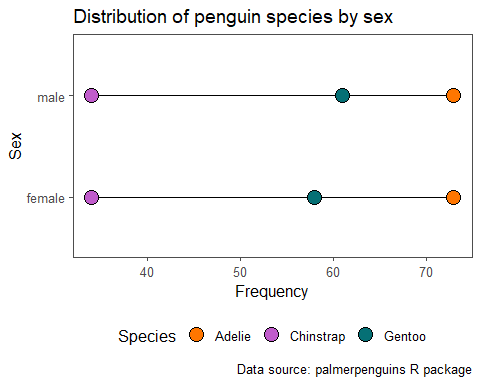 Distribution of penguin species by sex
Sex
male
female
40 50 60 70
Frequency
Species Adelie Chinstrap Gentoo
Data source: palmerpenguins R package